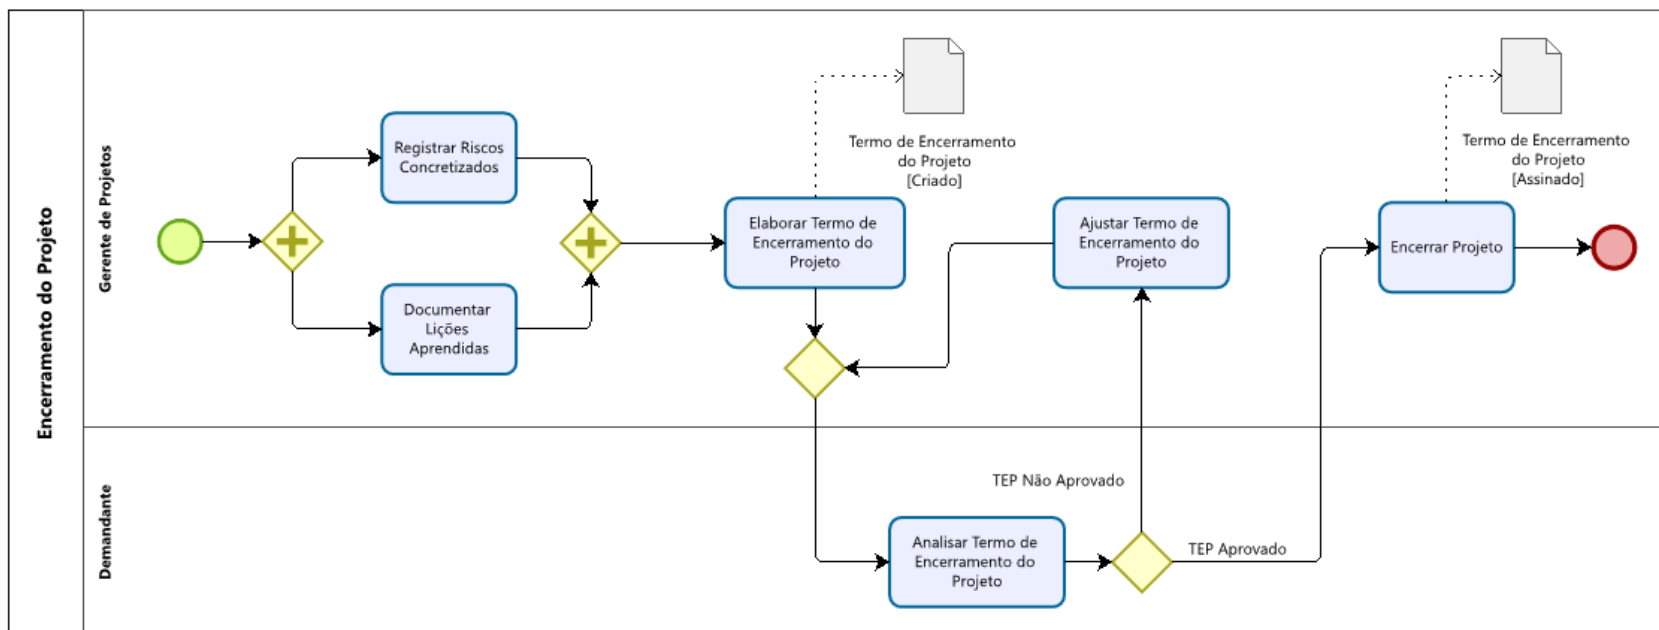 Encerramento do Projeto
Gerente de Projetos
Registrar Riscos
Concretizados
Documentar
Lições
Aprendidas
Elaborar Termo de
Encerramento do
Projeto
Termo de Encerramento
do Projeto
[Criado]
Ajustar Termo de
Encerramento do
Projeto
Encerrar Projeto
Termo de Encerramento
do Projeto
[Assinado]
Demandante
Analisar Termo de
Encerramento do
Projeto
TEP Não Aprovado
TEP Aprovado